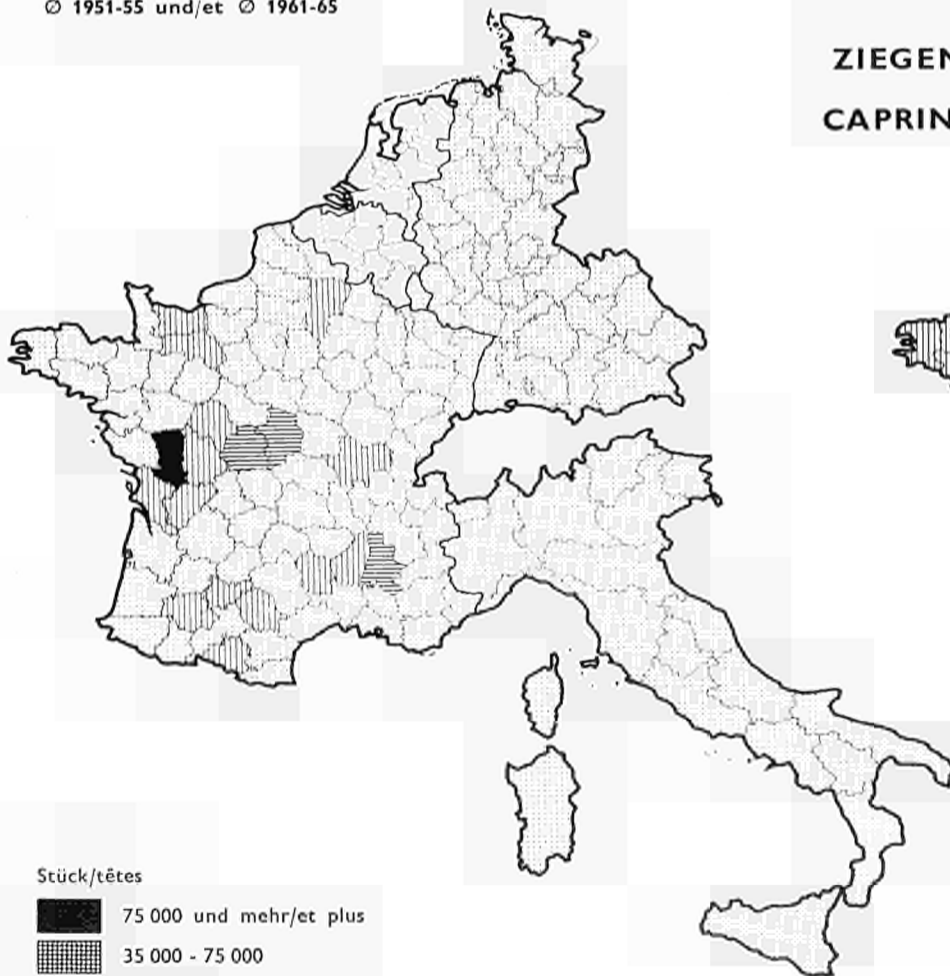 ∅ 1951-55 und/et ∅ 1961-65
ZIEGEN
CAPRIN
Stück/têtes
75 000 und mehr/et plus
35 000 - 75 000